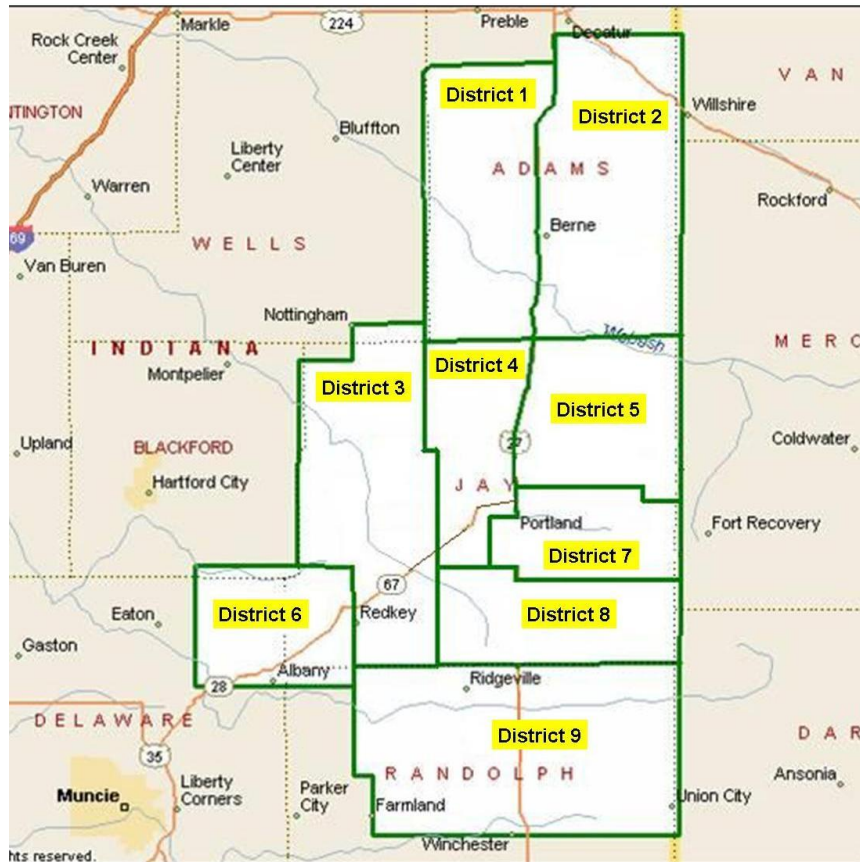 Markle
224
Preble
Decatur
Rock Creek
Center
District 1
District 2
VAN
Willshire
NTINGTON
Bluffton
Liberty
Center
ADAMS
Warren
Rockford
Berne
WELLS
69
Van Buren
Nottingham
Wabash
INDIANA
MERC
Montpelier
District 4
District 3
District 5
Upland
BLACKFORD
27
Coldwater
Hartford City
JAY
Portland
Fort Recovery
District 7
67
Eaton
District 6
Redkey
District 8
Gaston
Albany
28
Ridgeville
DELAWARE
District 9
DAR
35
RANDOLPH
Ansonia
Muncie
Liberty
Corners
Parker
City
Farmland
Union City
Winchester
hts reserved.